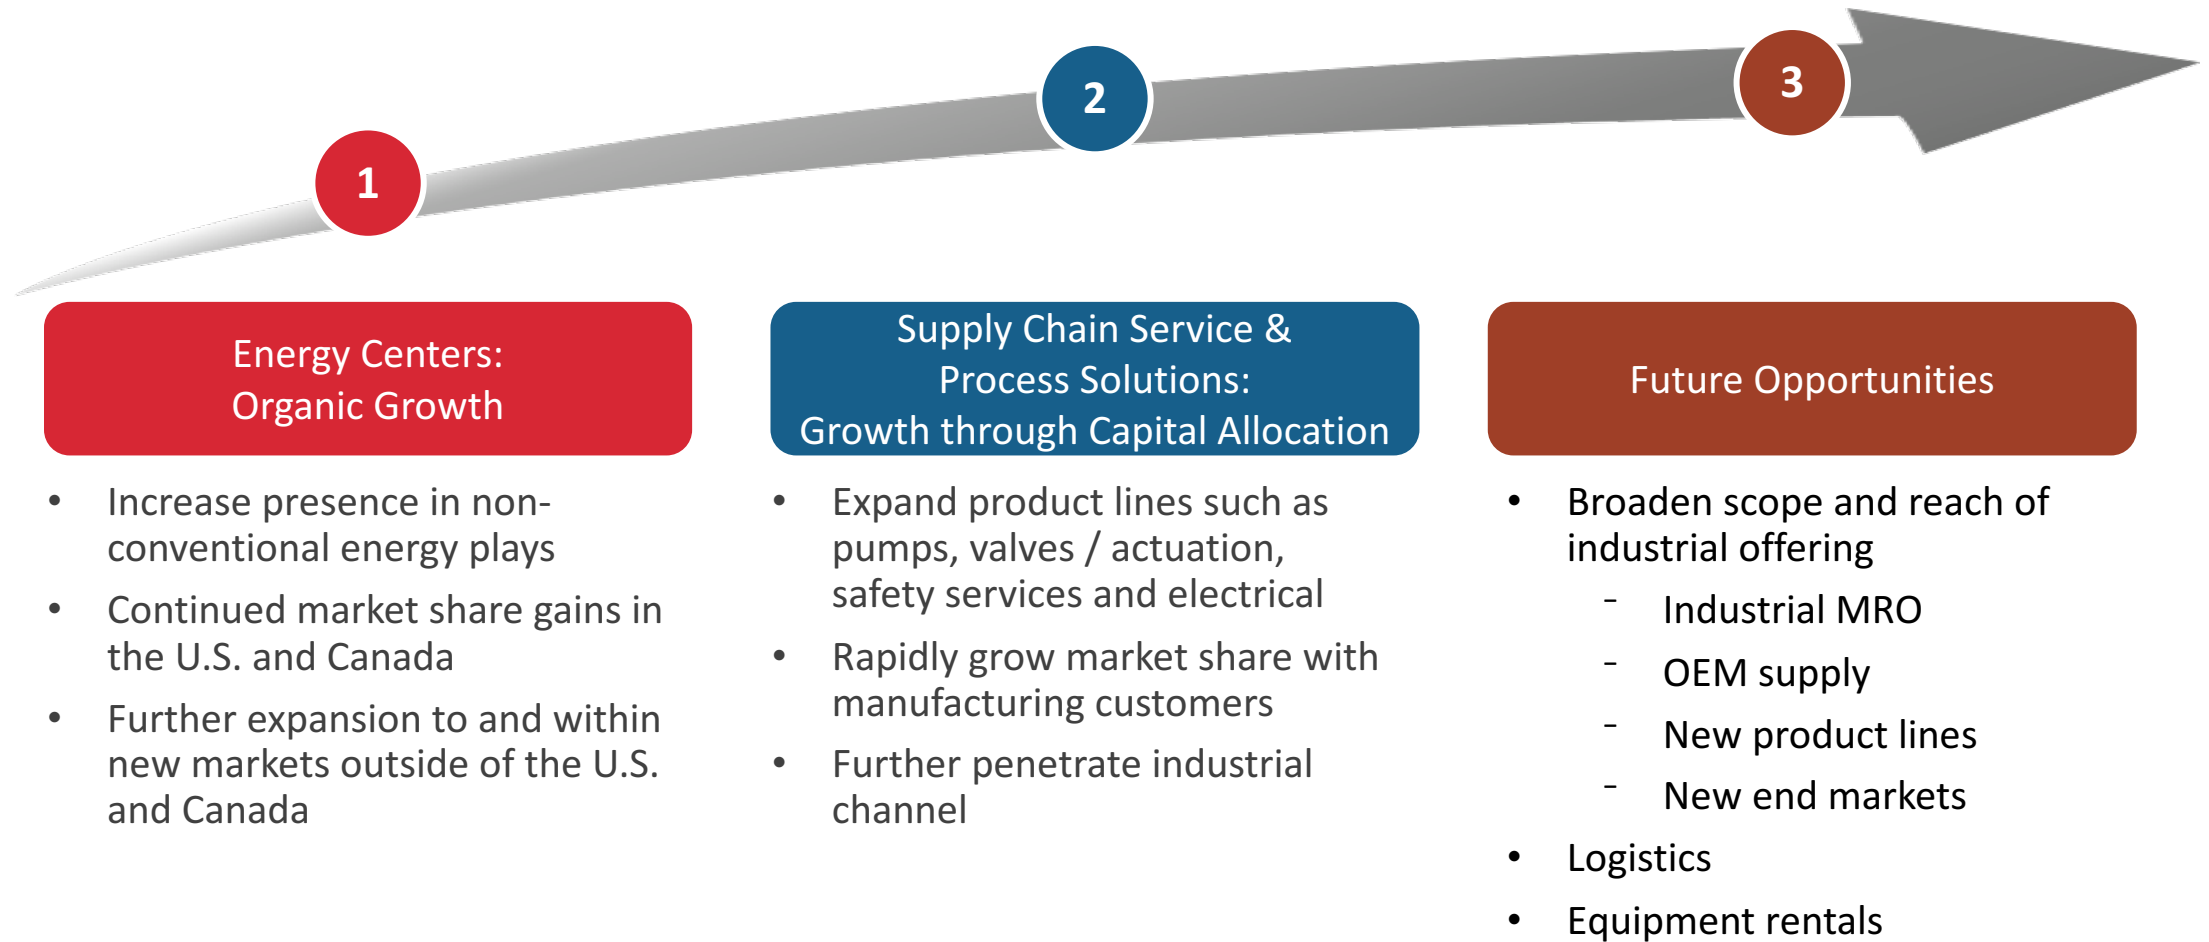 1
2
3
Energy Centers:
Organic Growth
• Increase presence in non-
conventional energy plays
• Continued market share gains in
the U.S. and Canada
• Further expansion to and within
new markets outside of the U.S.
and Canada
Supply Chain Service &
Process Solutions:
Growth through Capital Allocation
• Expand product lines such as
pumps, valves / actuation,
safety services and electrical
• Rapidly grow market share with
manufacturing customers
• Further penetrate industrial
channel
Future Opportunities
• Broaden scope and reach of
industrial offering
⁻ Industrial MRO
⁻ OEM supply
⁻ New product lines
⁻ New end markets
• Logistics
• Equipment rentals